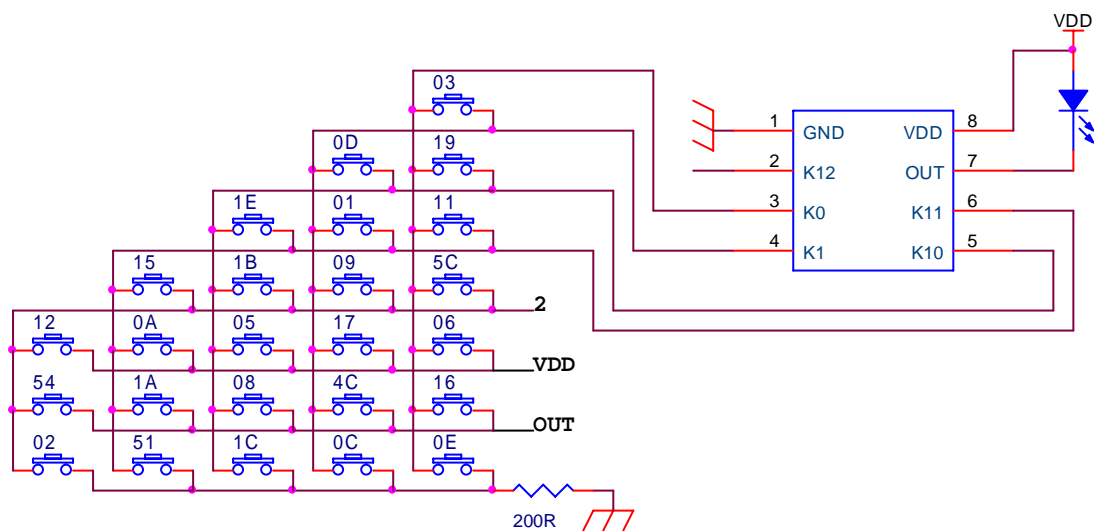 VDD
03
1 GND VDD 8
0D 19
2 K12 OUT 7
1E 01 11
3 K0 K11 6
4 K1 K10 5
15 1B 09 5C
2
12 0A 05 17 06
VDD
54 1A 08 4C 16
OUT
02 51 1C 0C 0E
200R